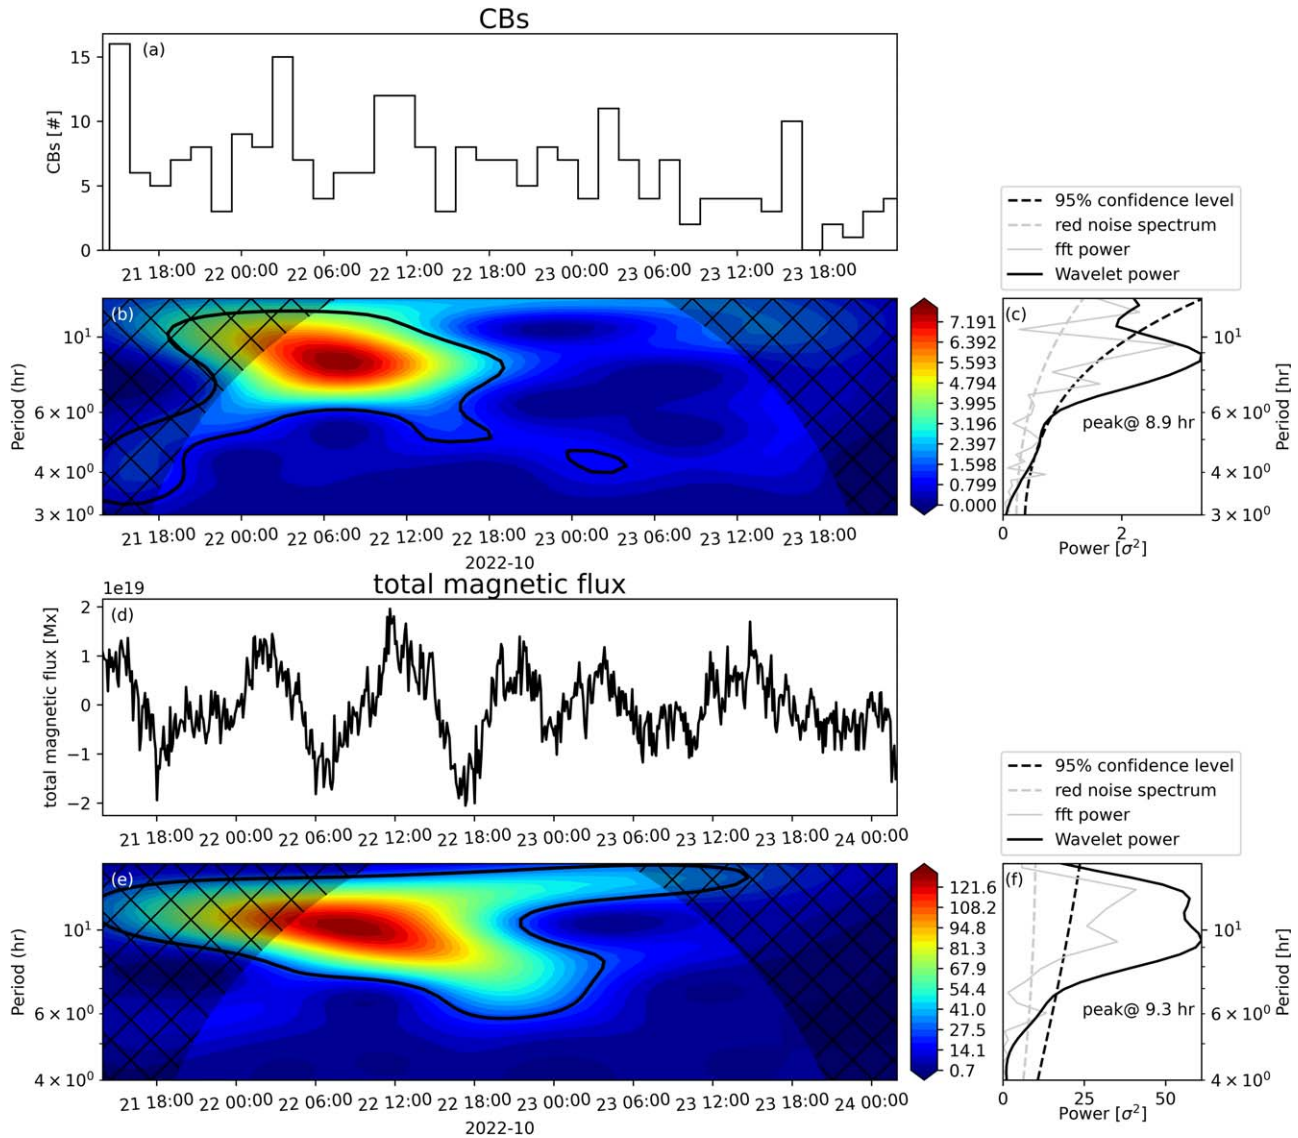 CBs
(a)
15
10
5
0
CBs [#]
21 18:00 22 00:00 22 06:00 22 12:00 22 18:00 23 00:00 23 06:00 23 12:00 23 18:00
95% confidence level
red noise spectrum
fft power
Wavelet power
(b)
10¹
6 × 10⁰
4 × 10⁰
3 × 10⁰
Period (hr)
21 18:00 22 00:00 22 06:00 22 12:00 22 18:00 23 00:00 23 06:00 23 12:00 23 18:00
2022-10
7.191
6.392
5.593
4.794
3.995
3.196
2.397
1.598
0.799
0.000
(c)
peak@ 8.9 hr
10¹
6 × 10⁰
4 × 10⁰
3 × 10⁰
Period [hr]
0 2
Power [σ²]
total magnetic flux
1e19
(d)
2
1
0
−1
−2
total magnetic flux [Mx]
21 18:00 22 00:00 22 06:00 22 12:00 22 18:00 23 00:00 23 06:00 23 12:00 23 18:00 24 00:00
95% confidence level
red noise spectrum
fft power
Wavelet power
(e)
10¹
6 × 10⁰
4 × 10⁰
Period (hr)
21 18:00 22 00:00 22 06:00 22 12:00 22 18:00 23 00:00 23 06:00 23 12:00 23 18:00 24 00:00
2022-10
121.6
108.2
94.8
81.3
67.9
54.4
41.0
27.5
14.1
0.7
(f)
peak@ 9.3 hr
10¹
6 × 10⁰
4 × 10⁰
Period [hr]
0 25 50
Power [σ²]